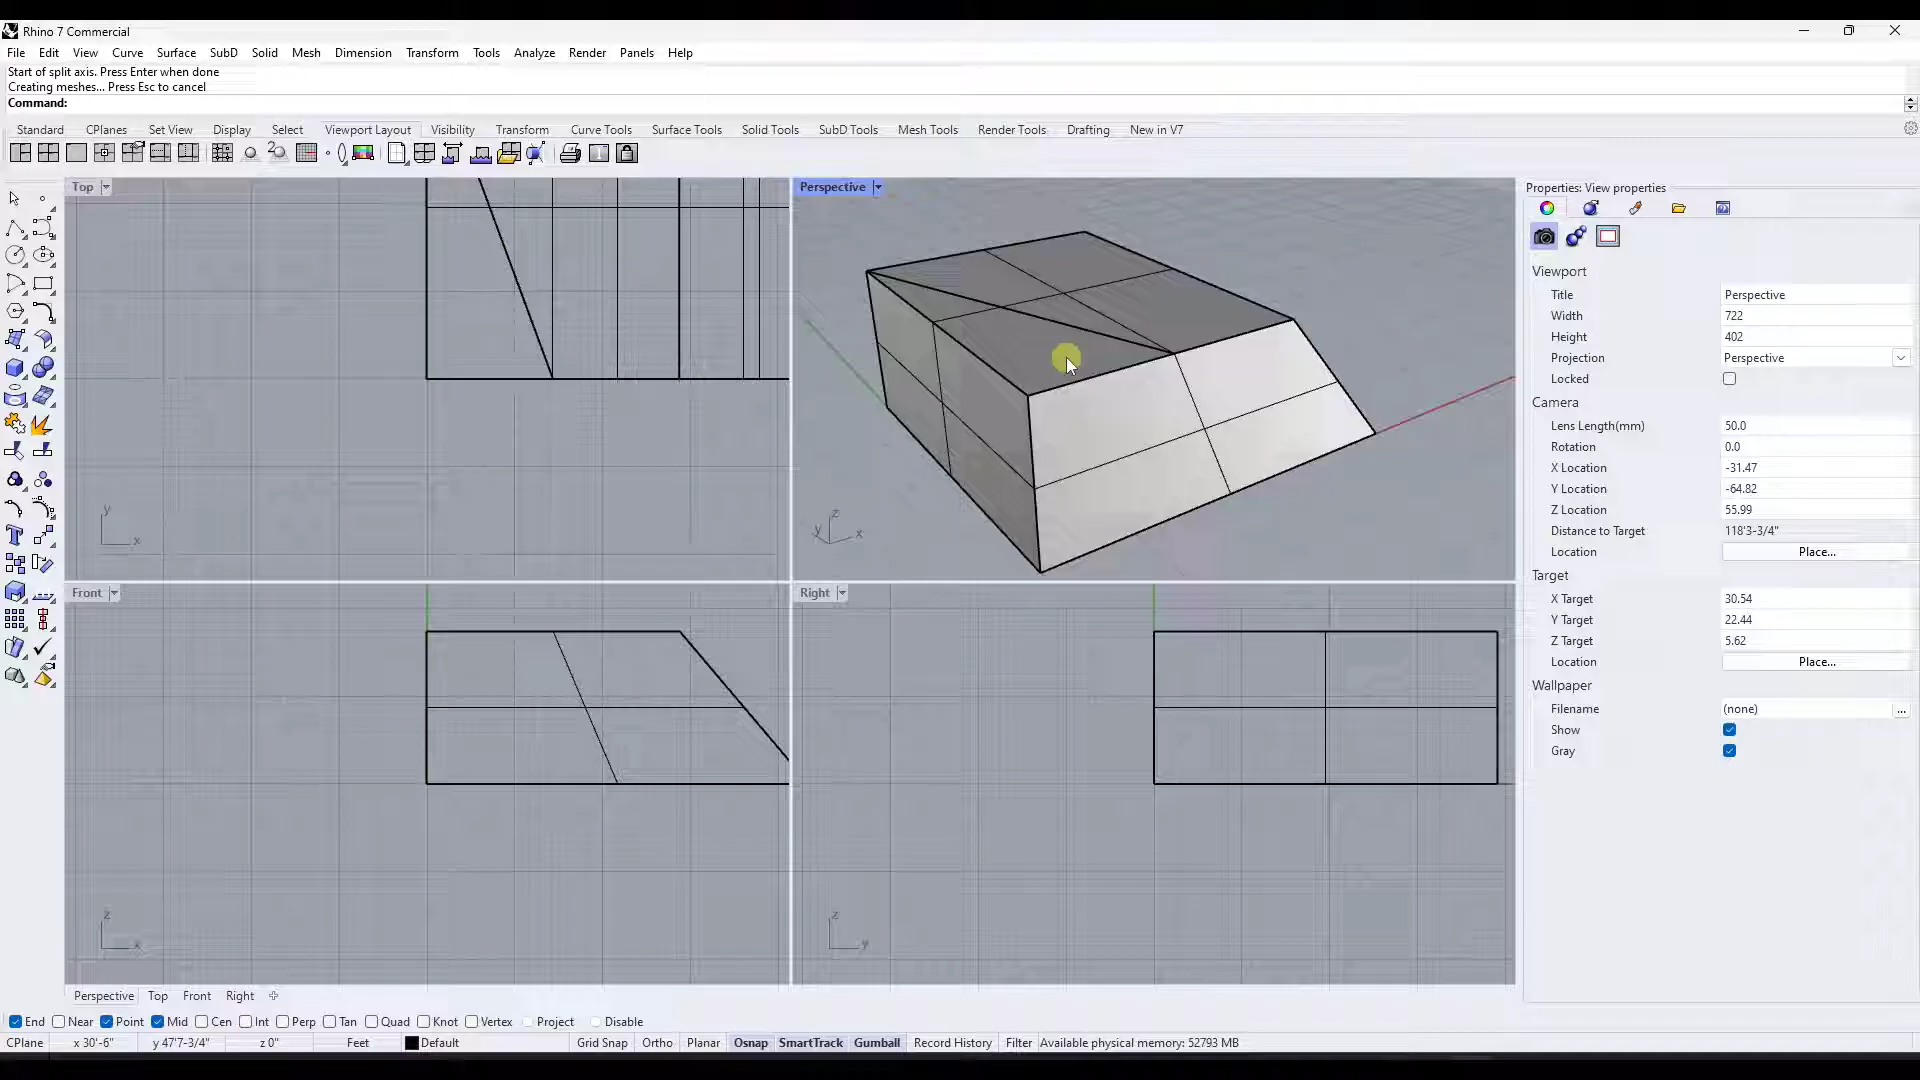 Rhino 7 Commercial
File Edit View Curve Surface SubD Solid Mesh Dimension Transform Tools Analyze Render Panels Help
Start of split axis. Press Enter when done
Creating meshes... Press Esc to cancel
Command:
Standard CPlanes Set View Display Select Viewport Layout Visibility Transform Curve Tools Surface Tools Solid Tools SubD Tools Mesh Tools Render Tools Drafting New in V7
Top
y
x
Perspective
z
y
x
Front
z
x
Right
z
y
Properties: View properties
Viewport
Title Perspective
Width 722
Height 402
Projection Perspective
Locked
Camera
Lens Length(mm) 50.0
Rotation 0.0
X Location -31.47
Y Location -64.82
Z Location 55.99
Distance to Target 118'3-3/4"
Location Place...
Target
X Target 30.54
Y Target 22.44
Z Target 5.62
Location Place...
Wallpaper
Filename (none) ...
Show
Gray
Perspective Top Front Right
End Near Point Mid Cen Int Perp Tan Quad Knot Vertex Project Disable
CPlane x 30'-6" y 47'7-3/4" z 0" Feet Default Grid Snap Ortho Planar Osnap SmartTrack Gumball Record History Filter Available physical memory: 52793 MB